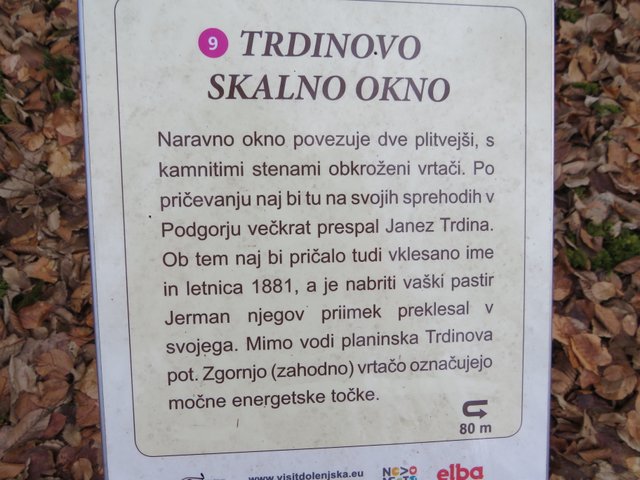 9 TRDINOVO
SKALNO OKNO
Naravno okno povezuje dve plitvejši, s
kamnitimi stenami obkroženi vrtači. Po
pričevanju naj bi tu na svojih sprehodih v
Podgorju večkrat prespal Janez Trdina.
Ob tem naj bi pričalo tudi vklesano ime
in letnica 1881, a je nabriti vaški pastir
Jerman njegov priimek preklesal v
svojega. Mimo vodi planinska Trdinova
pot. Zgornjo (zahodno) vrtačo označujejo
močne energetske točke.
80 m
www.visitdolenjska.eu
elba